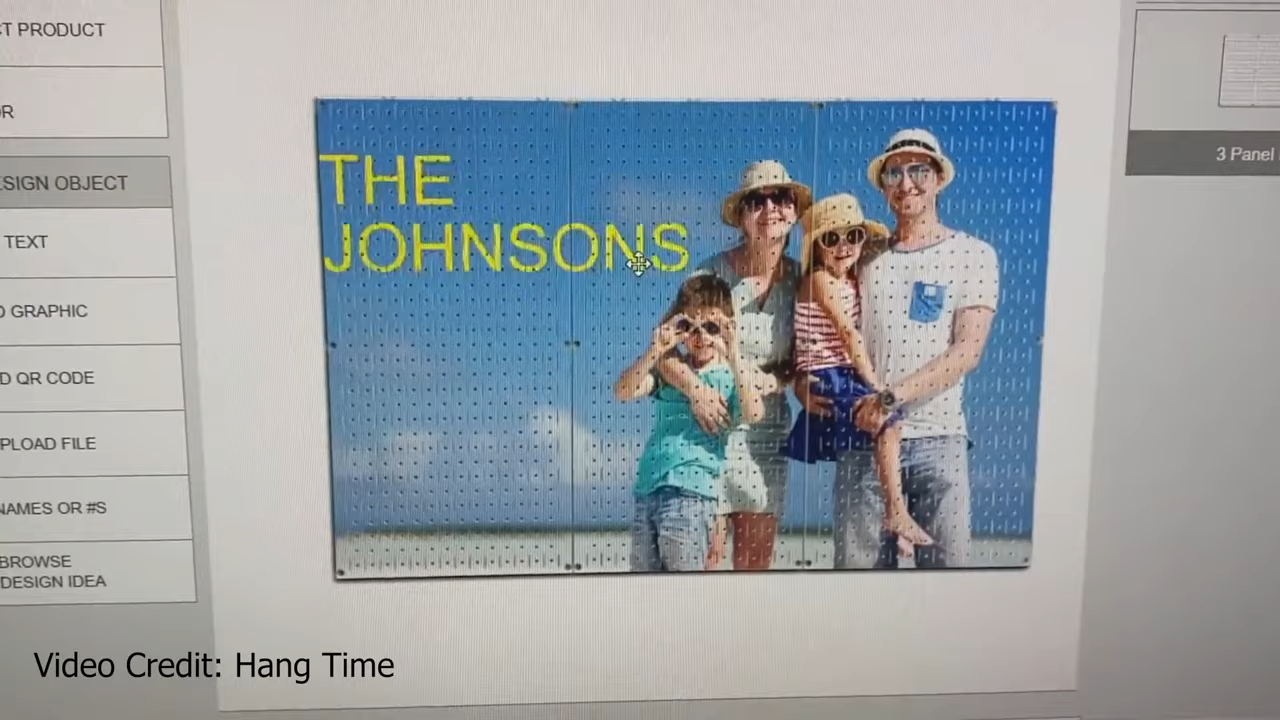 CT PRODUCT
OR
ESIGN OBJECT
TEXT
D GRAPHIC
D QR CODE
PLOAD FILE
NAMES OR #S
BROWSE
DESIGN IDEA
THE
JOHNSONS
3 Panel
Video Credit: Hang Time